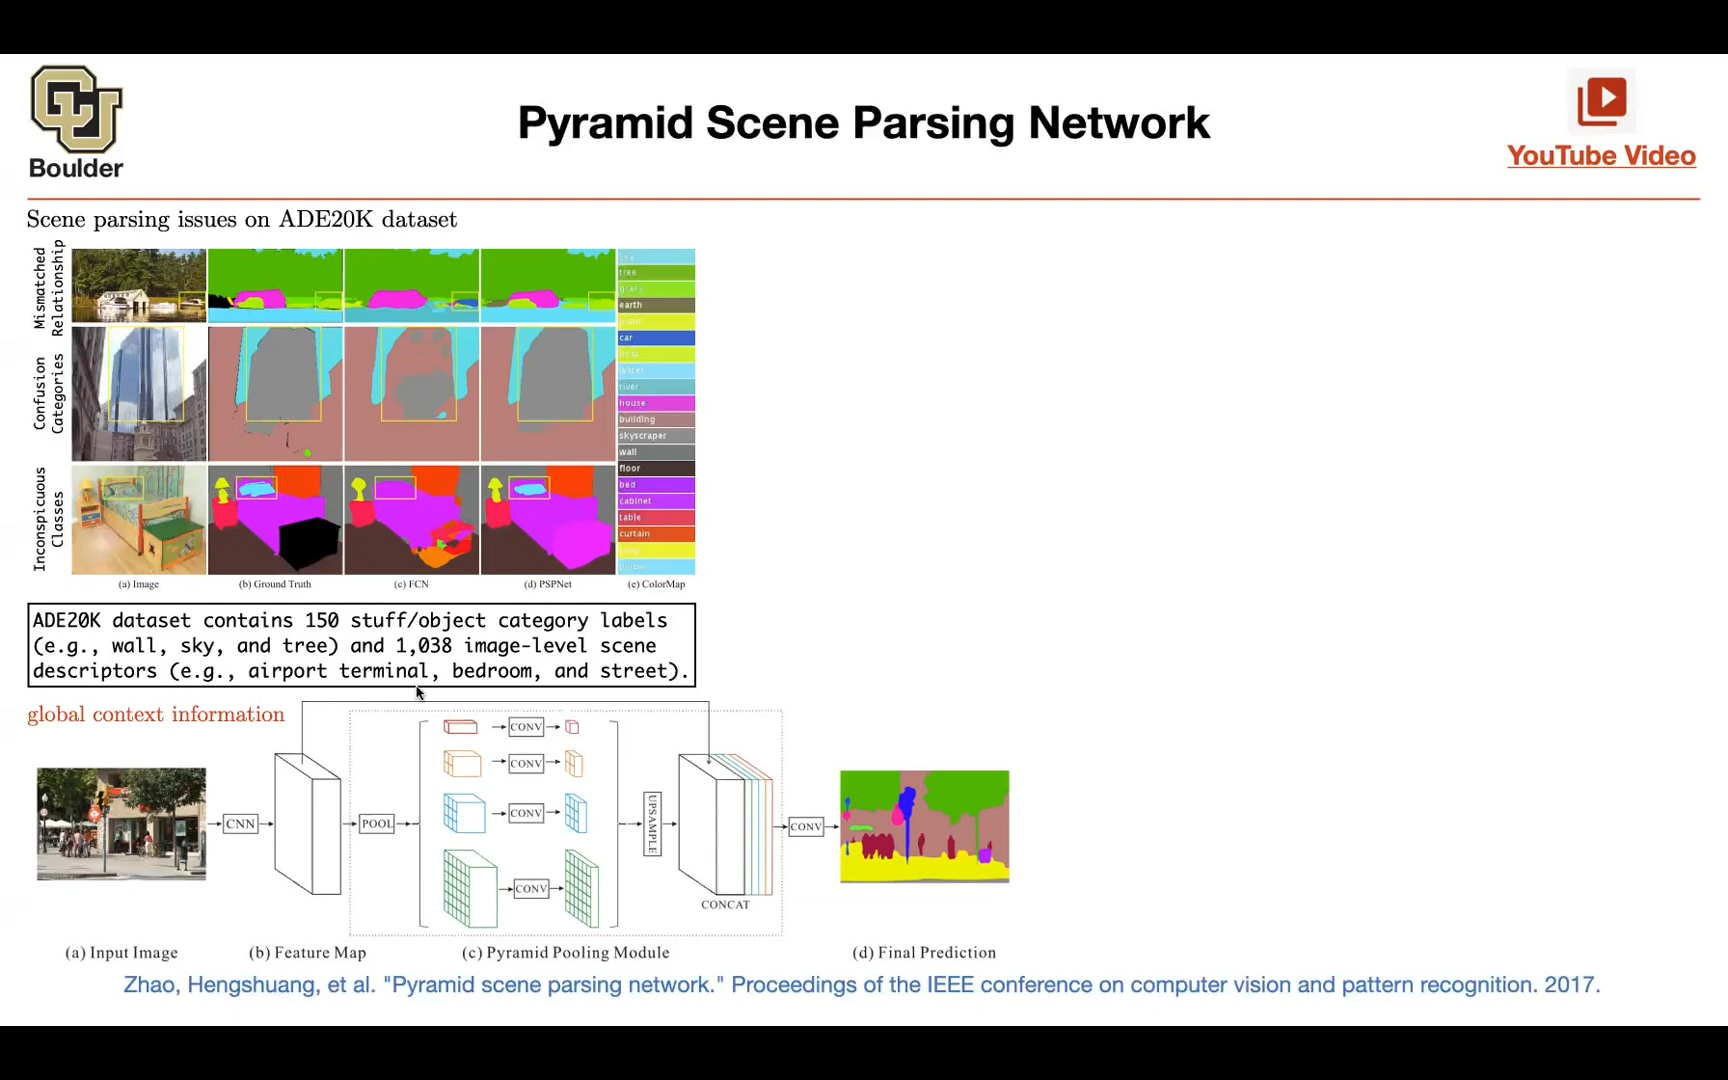 Boulder
Pyramid Scene Parsing Network
YouTube Video
Scene parsing issues on ADE20K dataset
Mismatched
Relationship
Confusion
Categories
Inconspicuous
Classes
tree
grass
earth
car
water
river
house
building
skyscraper
wall
floor
bed
cabinet
table
curtain
(a) Image
(b) Ground Truth
(c) FCN
(d) PSPNet
(e) ColorMap
ADE20K dataset contains 150 stuff/object category labels
(e.g., wall, sky, and tree) and 1,038 image-level scene
descriptors (e.g., airport terminal, bedroom, and street).
global context information
CNN
POOL
CONV
CONV
CONV
CONV
UPSAMPLE
CONCAT
CONV
(a) Input Image
(b) Feature Map
(c) Pyramid Pooling Module
(d) Final Prediction
Zhao, Hengshuang, et al. "Pyramid scene parsing network." Proceedings of the IEEE conference on computer vision and pattern recognition. 2017.